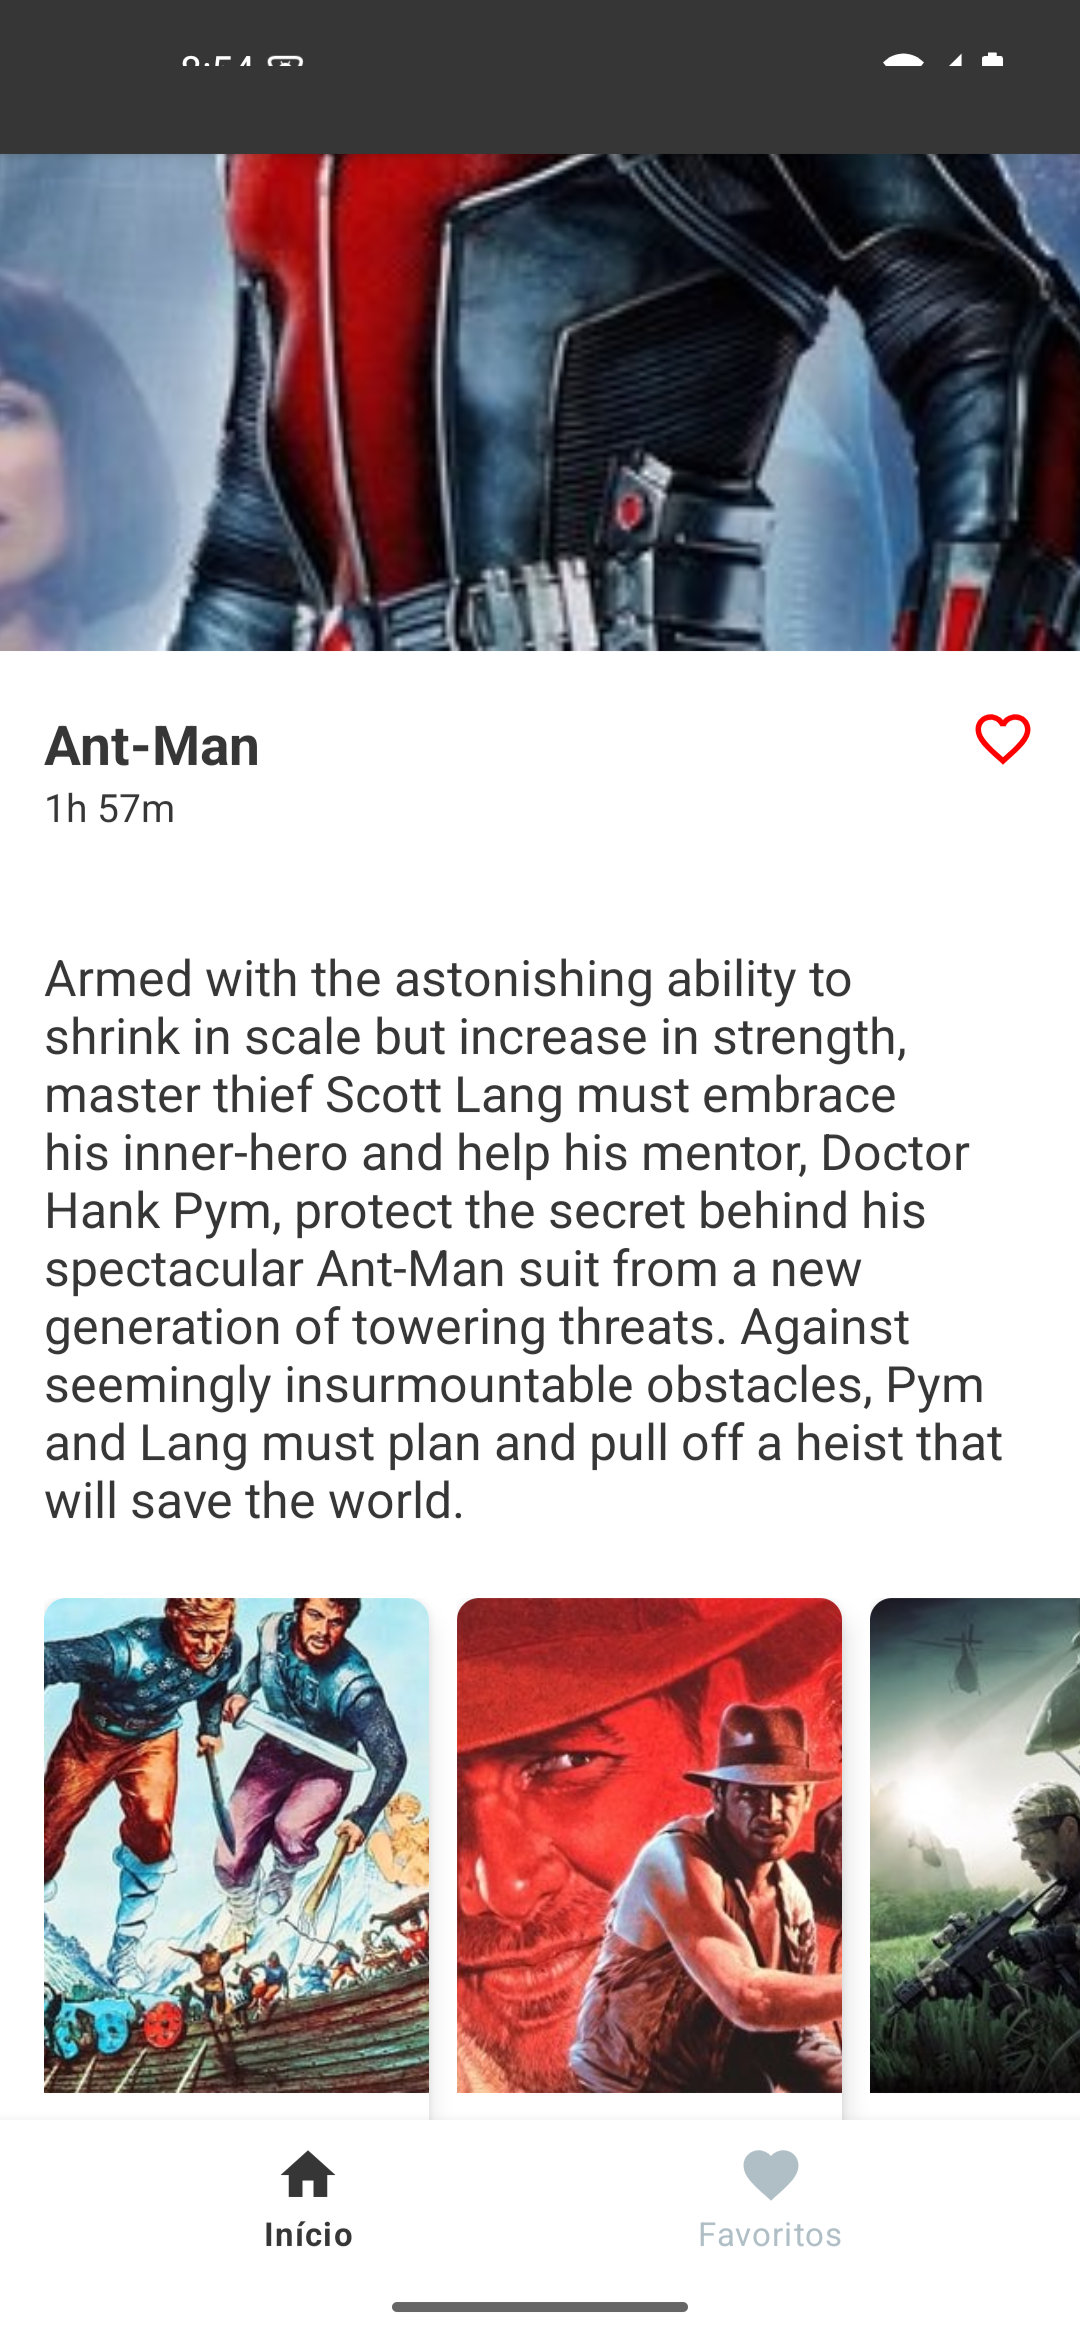 Ant-Man
1h 57m
Armed with the astonishing ability to
shrink in scale but increase in strength,
master thief Scott Lang must embrace
his inner-hero and help his mentor, Doctor
Hank Pym, protect the secret behind his
spectacular Ant-Man suit from a new
generation of towering threats. Against
seemingly insurmountable obstacles, Pym
and Lang must plan and pull off a heist that
will save the world.
Início
Favoritos